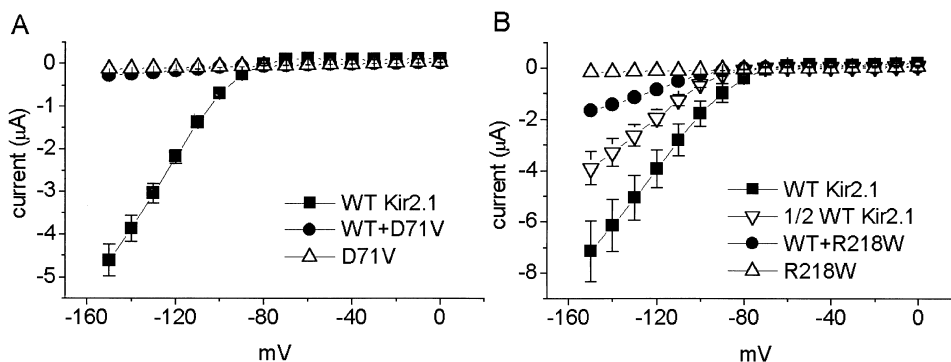 A
0
-1
-2
-3
-4
-5
current (μA)
WT Kir2.1
WT+D71V
D71V
-160
-120
-80
-40
0
mV
B
0
-2
-4
-6
-8
current (μA)
WT Kir2.1
1/2 WT Kir2.1
WT+R218W
R218W
-160
-120
-80
-40
0
mV